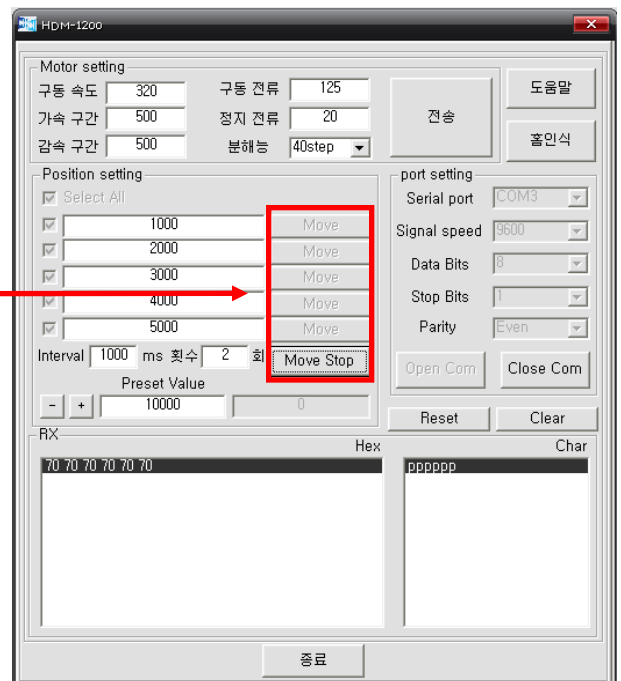 HDM-1200
Motor setting
구동 속도 320 구동 전류 125
가속 구간 500 정지 전류 20
감속 구간 500 분해능 40step
전송
도움말
홈인식
Position setting
Select All
1000 Move
2000 Move
3000 Move
4000 Move
5000 Move
Interval 1000 ms 횟수 2 회 Move Stop
Preset Value
- + 10000 0
port setting
Serial port COM3
Signal speed 9600
Data Bits 8
Stop Bits 1
Parity Even
Open Com Close Com
Reset Clear
RX
Hex Char
70 70 70 70 70 70 pppppp
종료